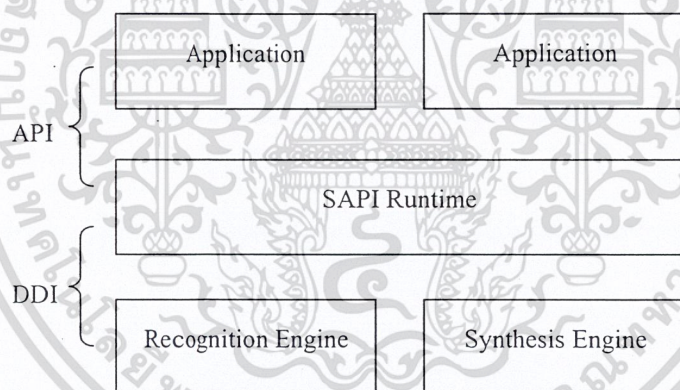 Application Application
API
SAPI Runtime
DDI
Recognition Engine Synthesis Engine